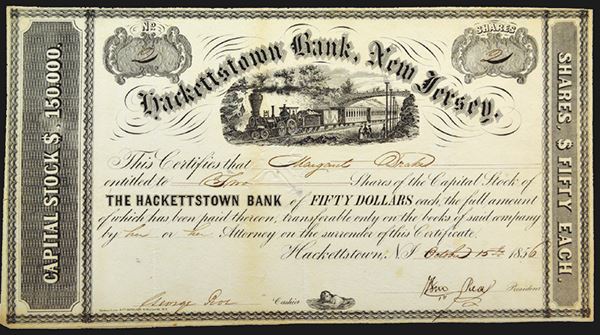 No
SHARES
2
2
Hackettstown Bank, New Jersey.
CAPITAL STOCK $ 150.000.
SHARES, $ FIFTY EACH.
This Certifies that Margaret Drake
entitled to Two Shares of the Capital Stock of
THE HACKETTSTOWN BANK of FIFTY DOLLARS each, the full amount
of which has been paid thereon, transferable only on the books of said company
by her or her Attorney on the surrender of this Certificate.
Hackettstown, N.J. Octbr 15th 1856
George Roe Cashier
Wm Rea President